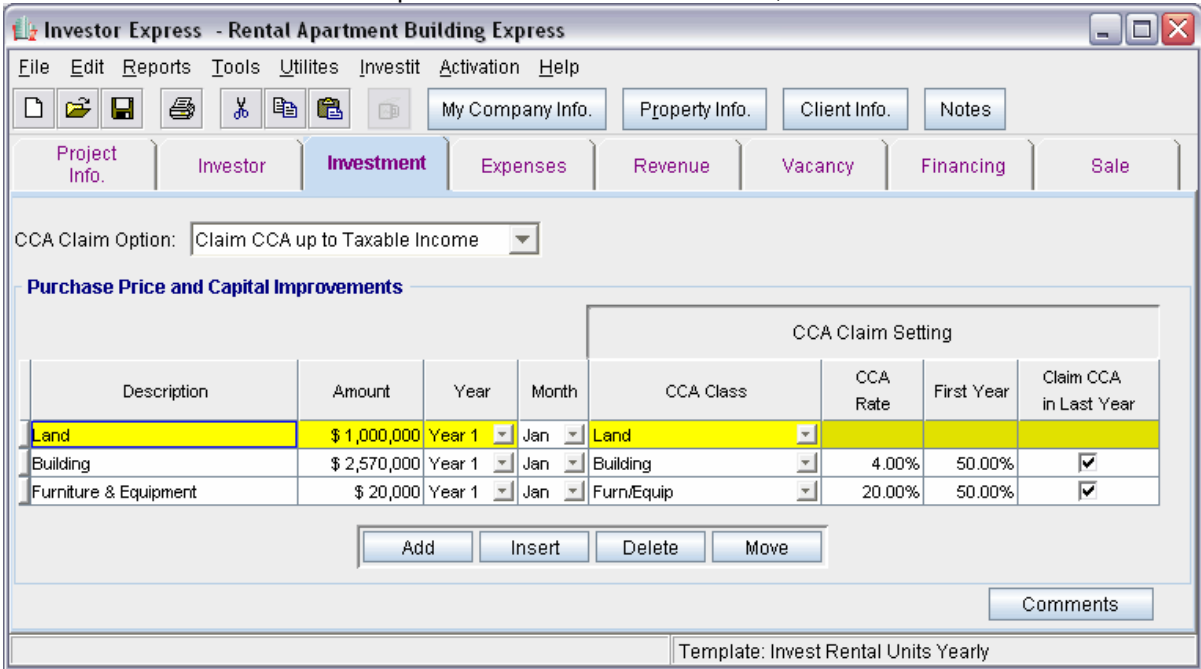 Investor Express - Rental Apartment Building Express
File Edit Reports Tools Utilites Investit Activation Help
My Company Info. Property Info. Client Info. Notes
Project Info. Investor Investment Expenses Revenue Vacancy Financing Sale
CCA Claim Option: Claim CCA up to Taxable Income
Purchase Price and Capital Improvements
CCA Claim Setting
Description Amount Year Month CCA Class CCA Rate First Year Claim CCA in Last Year
Land $ 1,000,000 Year 1 Jan Land
Building $ 2,570,000 Year 1 Jan Building 4.00% 50.00%
Furniture & Equipment $ 20,000 Year 1 Jan Furn/Equip 20.00% 50.00%
Add Insert Delete Move
Comments
Template: Invest Rental Units Yearly